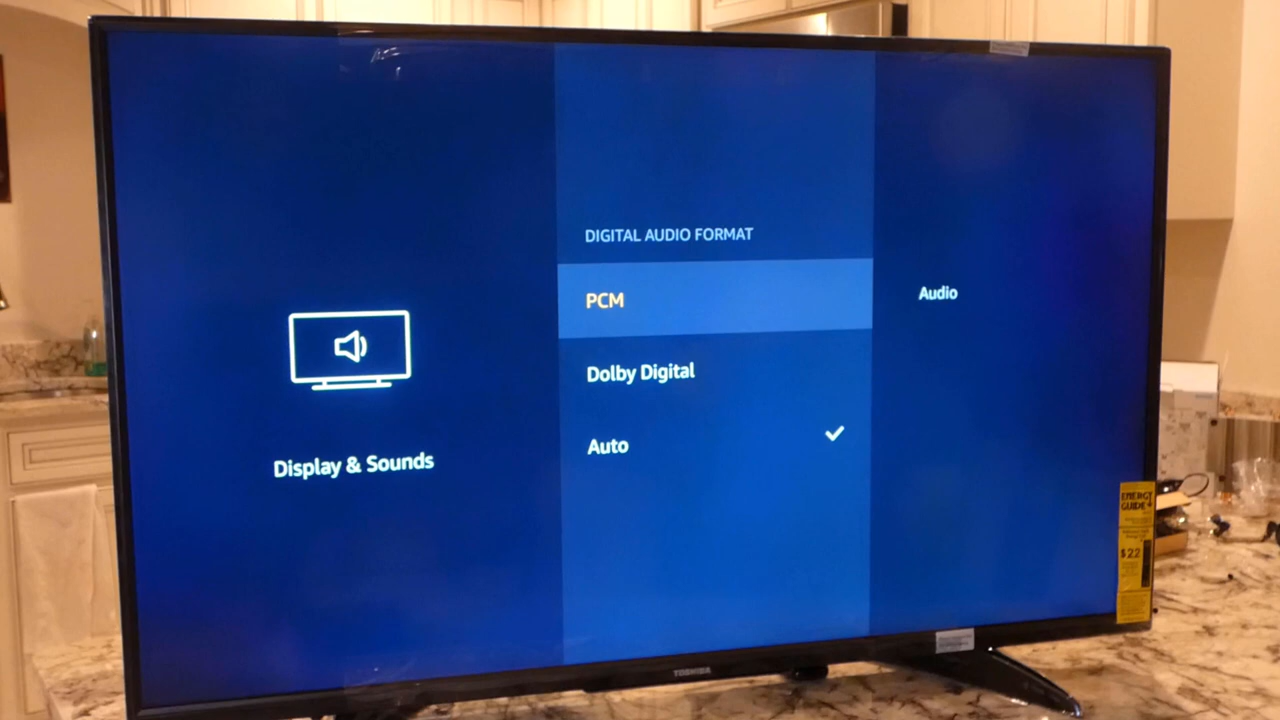 Display & Sounds
DIGITAL AUDIO FORMAT
PCM
Dolby Digital
Auto
Audio
ENERGY
GUIDE
$22
TOSHIBA